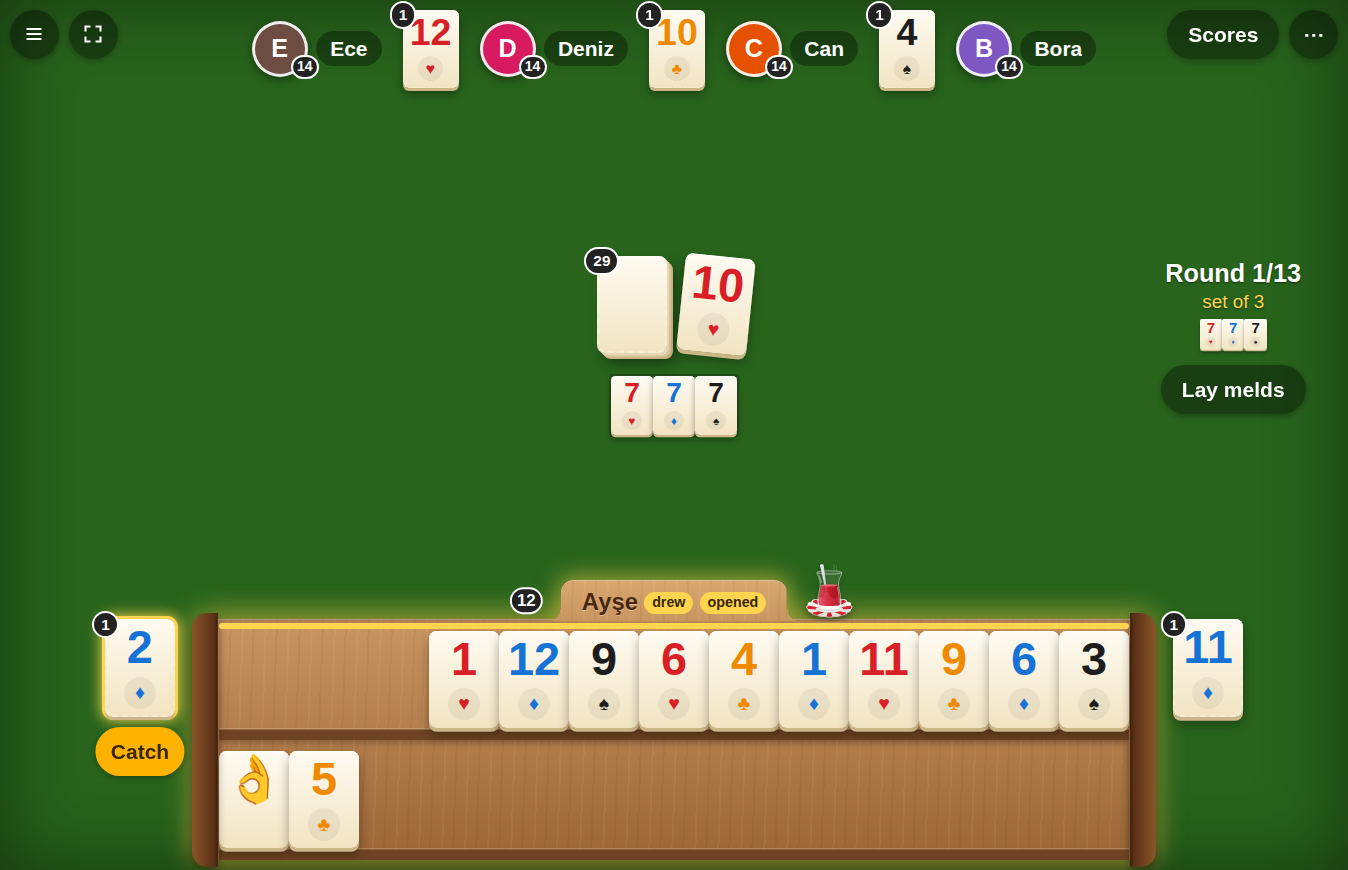 E 14 Ece
1 12 ♥
D 14 Deniz
1 10 ♣
C 14 Can
1 4 ♠
B 14 Bora
Scores
...
29
10 ♥
7 ♥ 7 ♦ 7 ♠
Round 1/13
set of 3
7 ♥ 7 ♦ 7 ♠
Lay melds
12
Ayşe drew opened
1 2 ♦
Catch
1 ♥ 12 ♦ 9 ♠ 6 ♥ 4 ♣ 1 ♦ 11 ♥ 9 ♣ 6 ♦ 3 ♠
👌 5 ♣
1 11 ♦